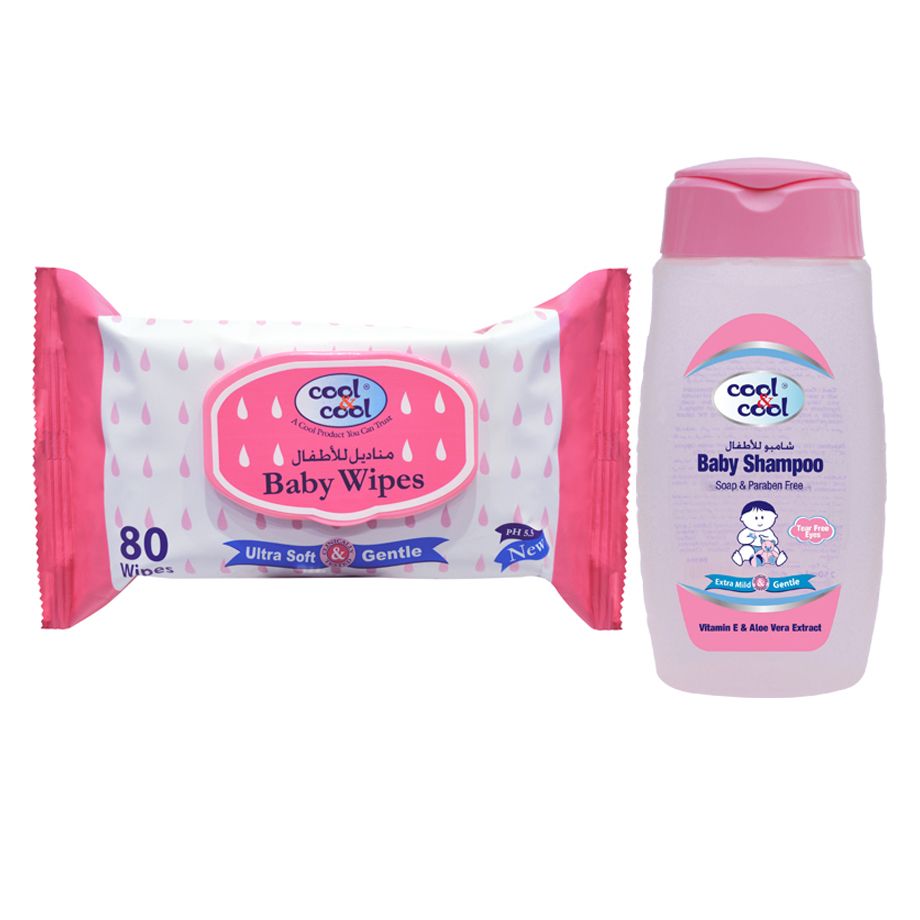 cool®
& cool
A Cool Product You Can Trust
مناديل للأطفال
Baby Wipes
80
Wipes
Ultra Soft & Gentle
PH 5.5
New
cool®
& cool
شامبو للأطفال
Baby Shampoo
Soap & Paraben Free
Tear Free
Eyes
Extra Mild & Gentle
Vitamin E & Aloe Vera Extract